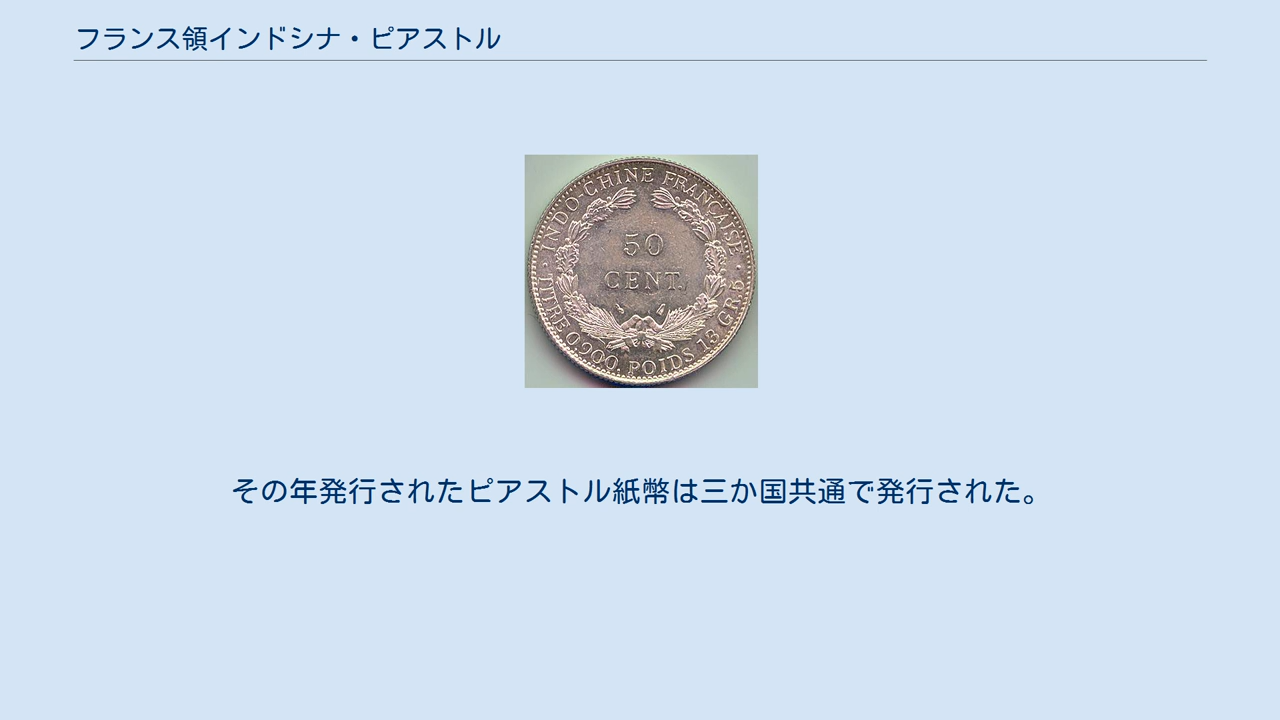 フランス領インドシナ・ピアストル
INDO-CHINE FRANÇAISE
50
CENT.
TITRE 0,900. POIDS 13 GR.5
その年発行されたピアストル紙幣は三か国共通で発行された。